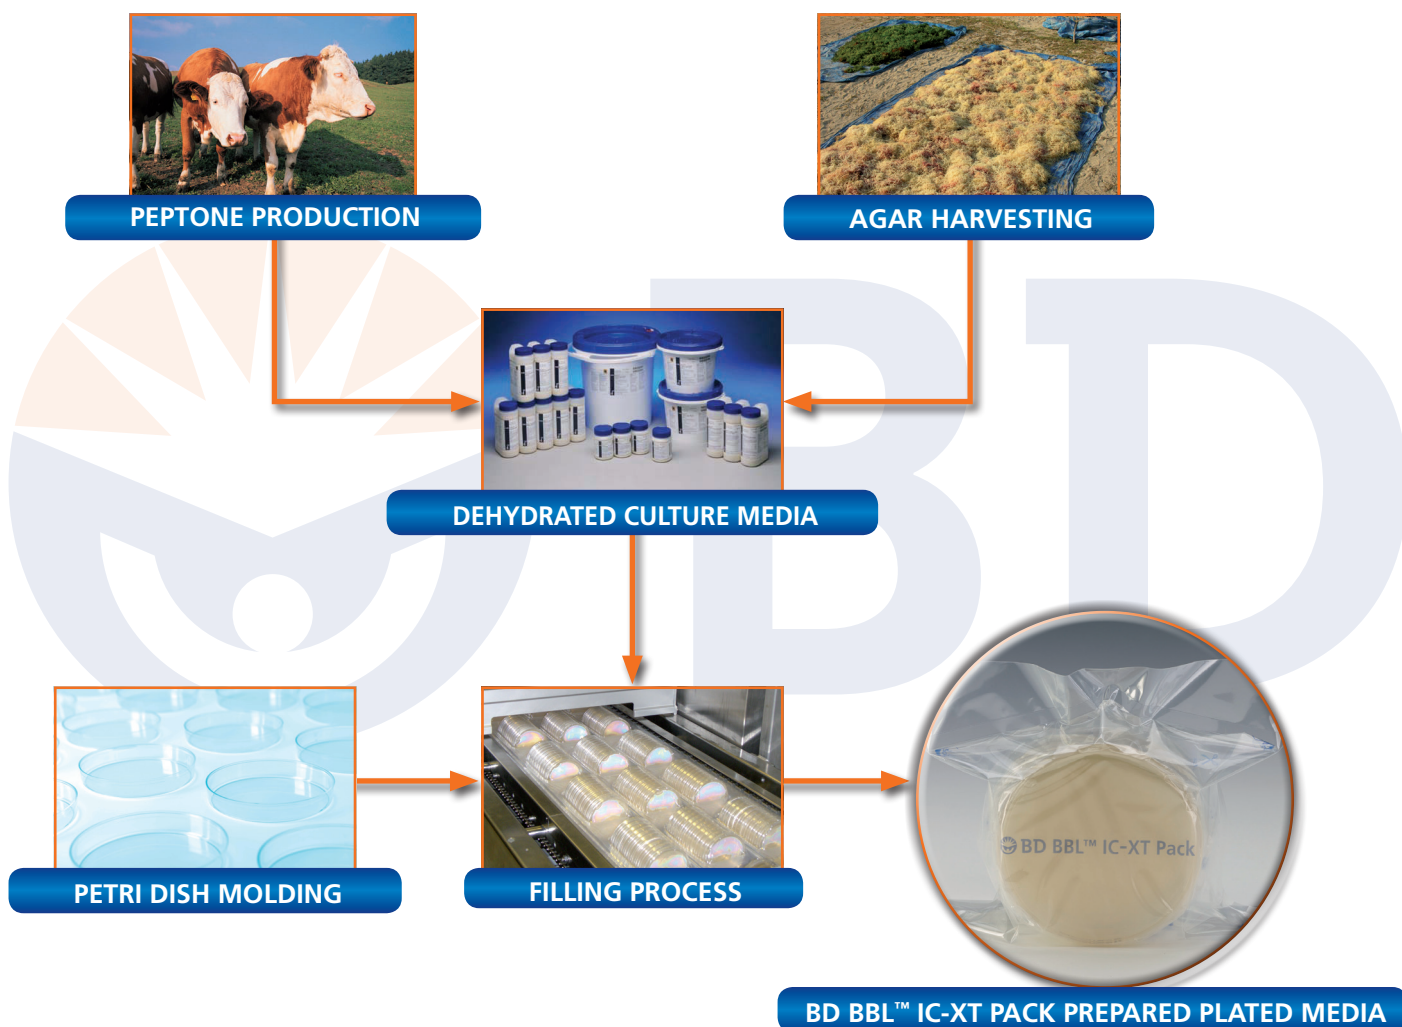 PEPTONE PRODUCTION
AGAR HARVESTING
DEHYDRATED CULTURE MEDIA
PETRI DISH MOLDING
FILLING PROCESS
BD BBL™ IC-XT Pack
BD BBL™ IC-XT PACK PREPARED PLATED MEDIA
BD